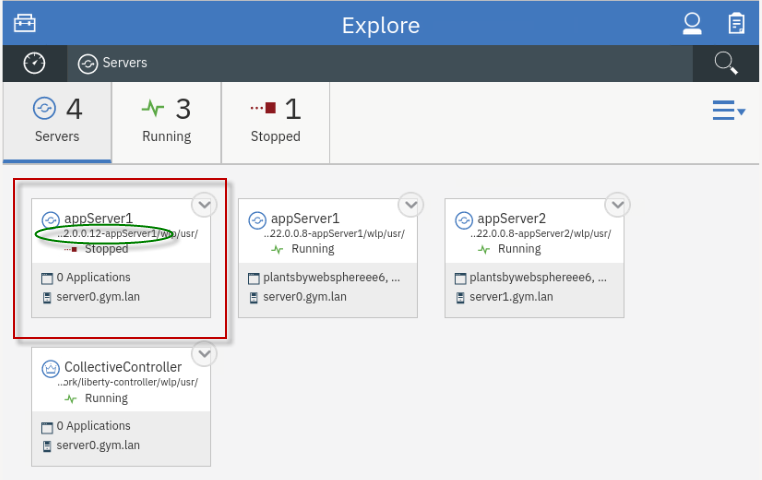 Explore
Servers
4
Servers
3
Running
1
Stopped
appServer1
..2.0.0.12-appServer1/wlp/usr/
Stopped
0 Applications
server0.gym.lan
appServer1
..22.0.0.8-appServer1/wlp/usr/
Running
plantsbywebsphereee6, ...
server0.gym.lan
appServer2
..22.0.0.8-appServer2/wlp/usr/
Running
plantsbywebsphereee6, ...
server1.gym.lan
CollectiveController
..ork/liberty-controller/wlp/usr/
Running
0 Applications
server0.gym.lan